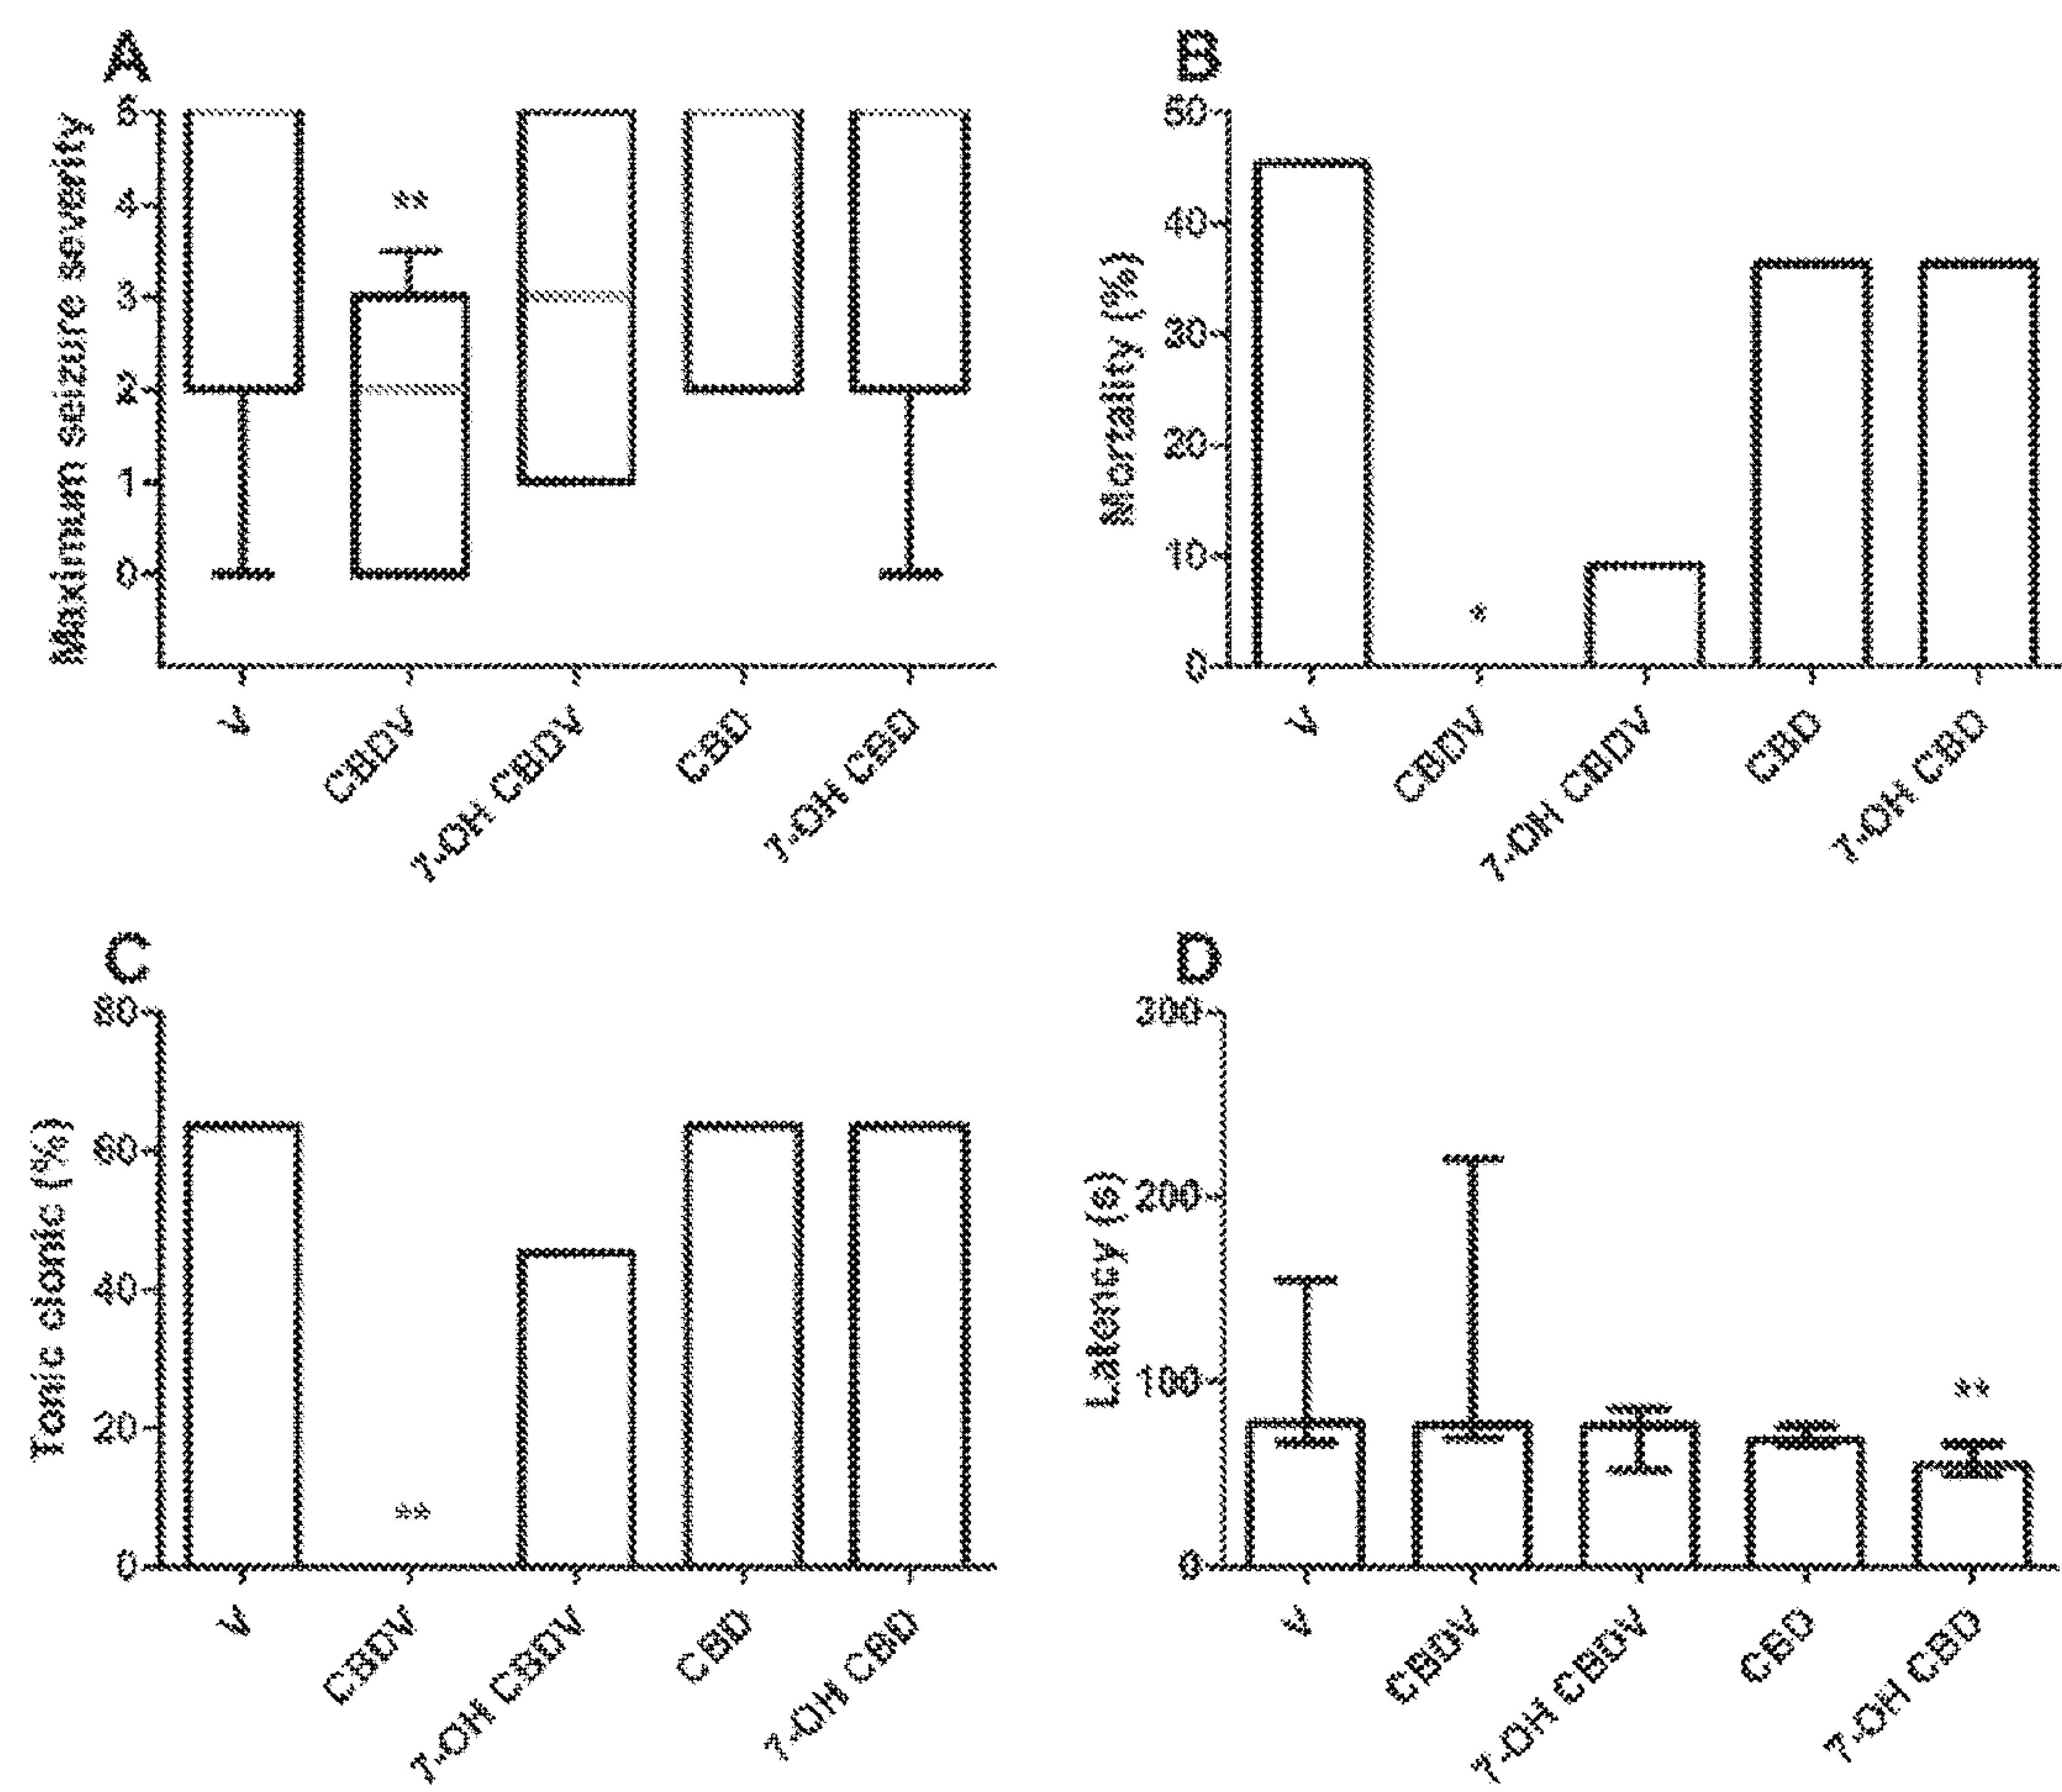 A
Maximum seizure severity
5
4
3
2
1
0
**
V
CBDV
7-OH CBDV
CBD
7-OH CBD
B
Mortality (%)
50
40
30
20
10
0
*
V
CBDV
7-OH CBDV
CBD
7-OH CBD
C
Tonic clonic (%)
80
60
40
20
0
**
V
CBDV
7-OH CBDV
CBD
7-OH CBD
D
Latency (s)
300
200
100
0
**
V
CBDV
7-OH CBDV
CBD
7-OH CBD